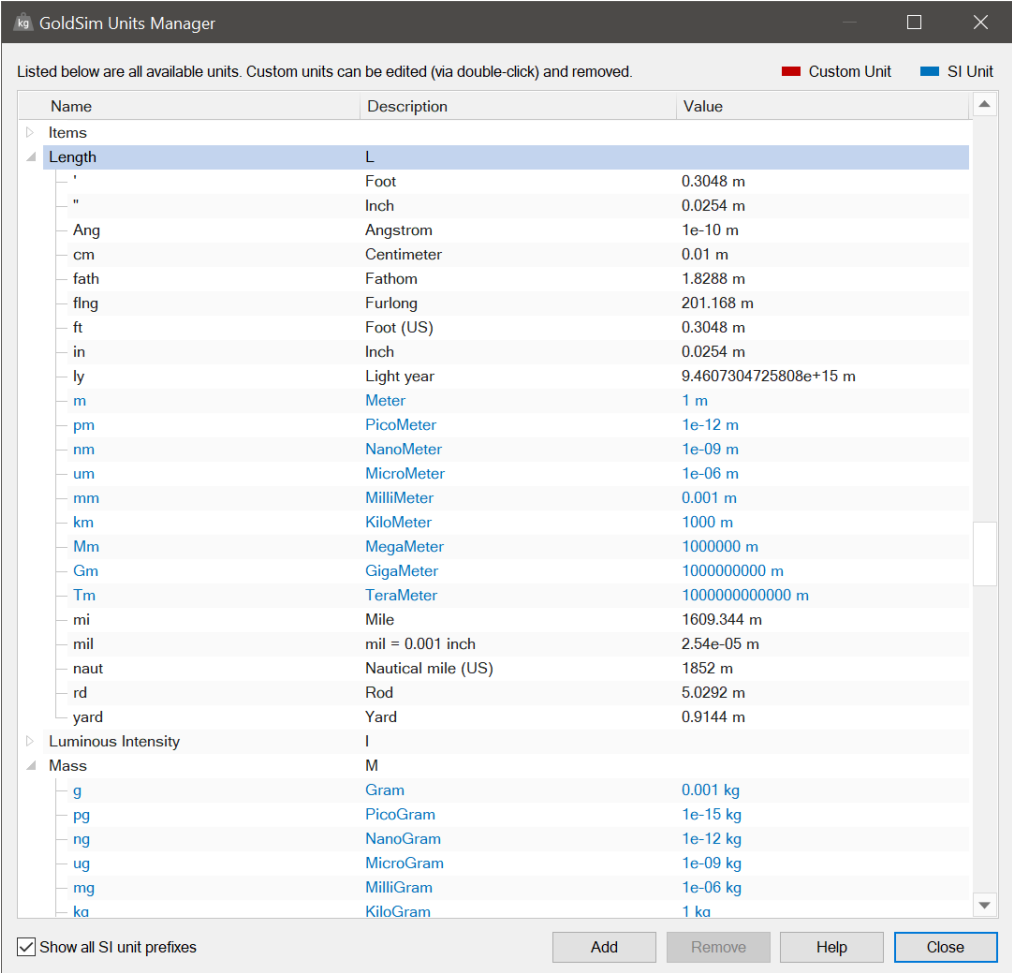 kg GoldSim Units Manager
Listed below are all available units. Custom units can be edited (via double-click) and removed. Custom Unit SI Unit
Name Description Value
Items
Length L
' Foot 0.3048 m
" Inch 0.0254 m
Ang Angstrom 1e-10 m
cm Centimeter 0.01 m
fath Fathom 1.8288 m
flng Furlong 201.168 m
ft Foot (US) 0.3048 m
in Inch 0.0254 m
ly Light year 9.4607304725808e+15 m
m Meter 1 m
pm PicoMeter 1e-12 m
nm NanoMeter 1e-09 m
um MicroMeter 1e-06 m
mm MilliMeter 0.001 m
km KiloMeter 1000 m
Mm MegaMeter 1000000 m
Gm GigaMeter 1000000000 m
Tm TeraMeter 1000000000000 m
mi Mile 1609.344 m
mil mil = 0.001 inch 2.54e-05 m
naut Nautical mile (US) 1852 m
rd Rod 5.0292 m
yard Yard 0.9144 m
Luminous Intensity I
Mass M
g Gram 0.001 kg
pg PicoGram 1e-15 kg
ng NanoGram 1e-12 kg
ug MicroGram 1e-09 kg
mg MilliGram 1e-06 kg
kg KiloGram 1 kg
Show all SI unit prefixes Add Remove Help Close